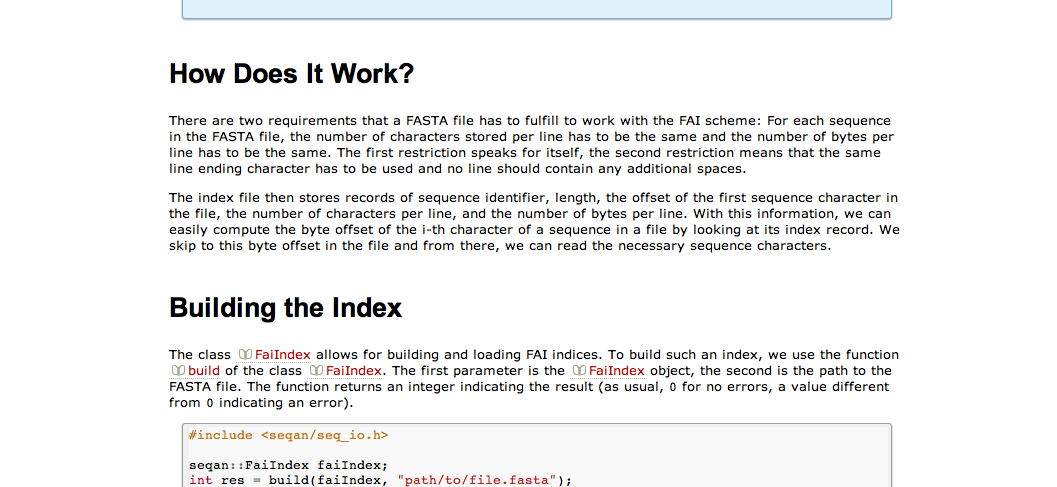 How Does It Work?
There are two requirements that a FASTA file has to fulfill to work with the FAI scheme: For each sequence
in the FASTA file, the number of characters stored per line has to be the same and the number of bytes per
line has to be the same. The first restriction speaks for itself, the second restriction means that the same
line ending character has to be used and no line should contain any additional spaces.
The index file then stores records of sequence identifier, length, the offset of the first sequence character in
the file, the number of characters per line, and the number of bytes per line. With this information, we can
easily compute the byte offset of the i-th character of a sequence in a file by looking at its index record. We
skip to this byte offset in the file and from there, we can read the necessary sequence characters.
Building the Index
The class FaiIndex allows for building and loading FAI indices. To build such an index, we use the function
build of the class FaiIndex. The first parameter is the FaiIndex object, the second is the path to the
FASTA file. The function returns an integer indicating the result (as usual, 0 for no errors, a value different
from 0 indicating an error).
#include <seqan/seq_io.h>
seqan::FaiIndex faiIndex;
int res = build(faiIndex, "path/to/file.fasta");